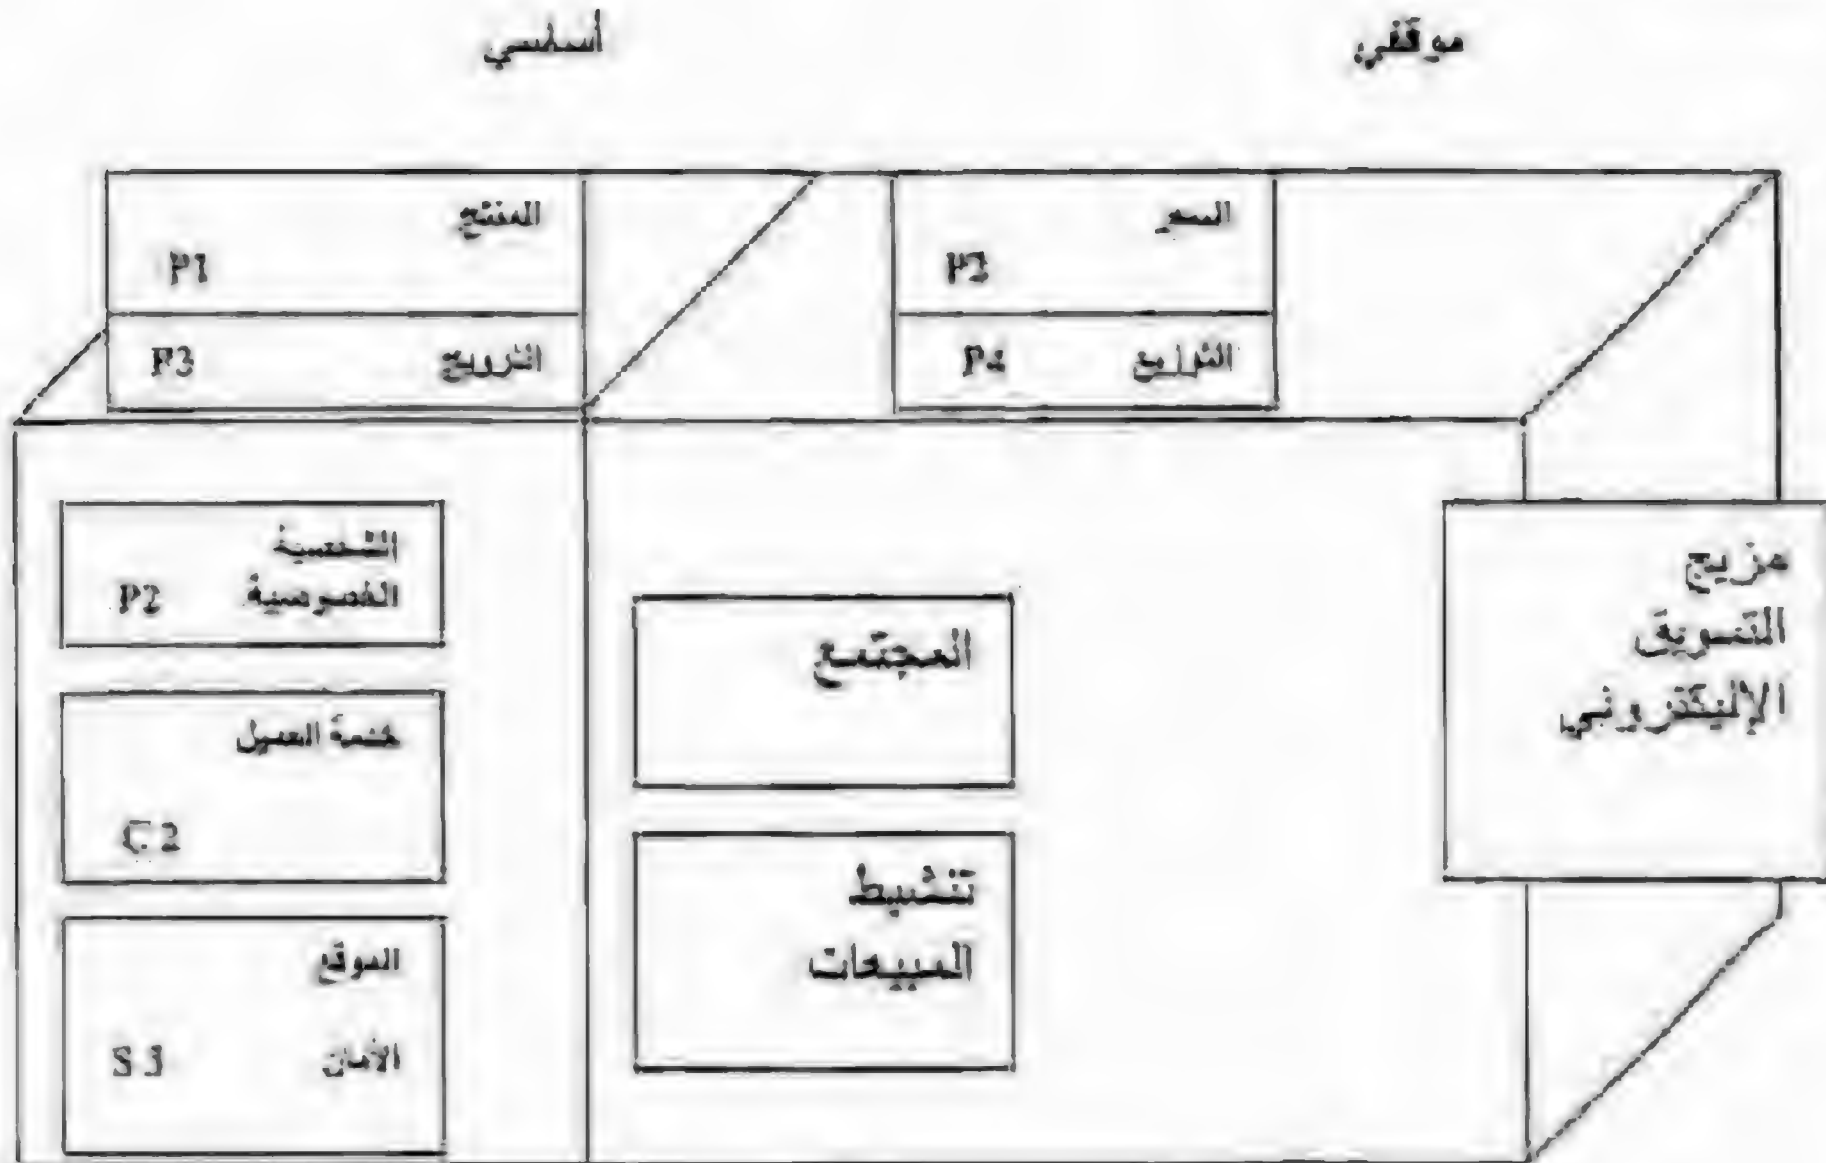 موقفي
أساسي
السعر
P2
التوزيع P4
المنتج
P1
الترويج P3
مزيج
التسويق
الإليكتروني
المجتمع
تنشيط
المبيعات
الشخصية
الخصوصية P2
خدمة العميل
C 2
الموقع
الأمان S 3